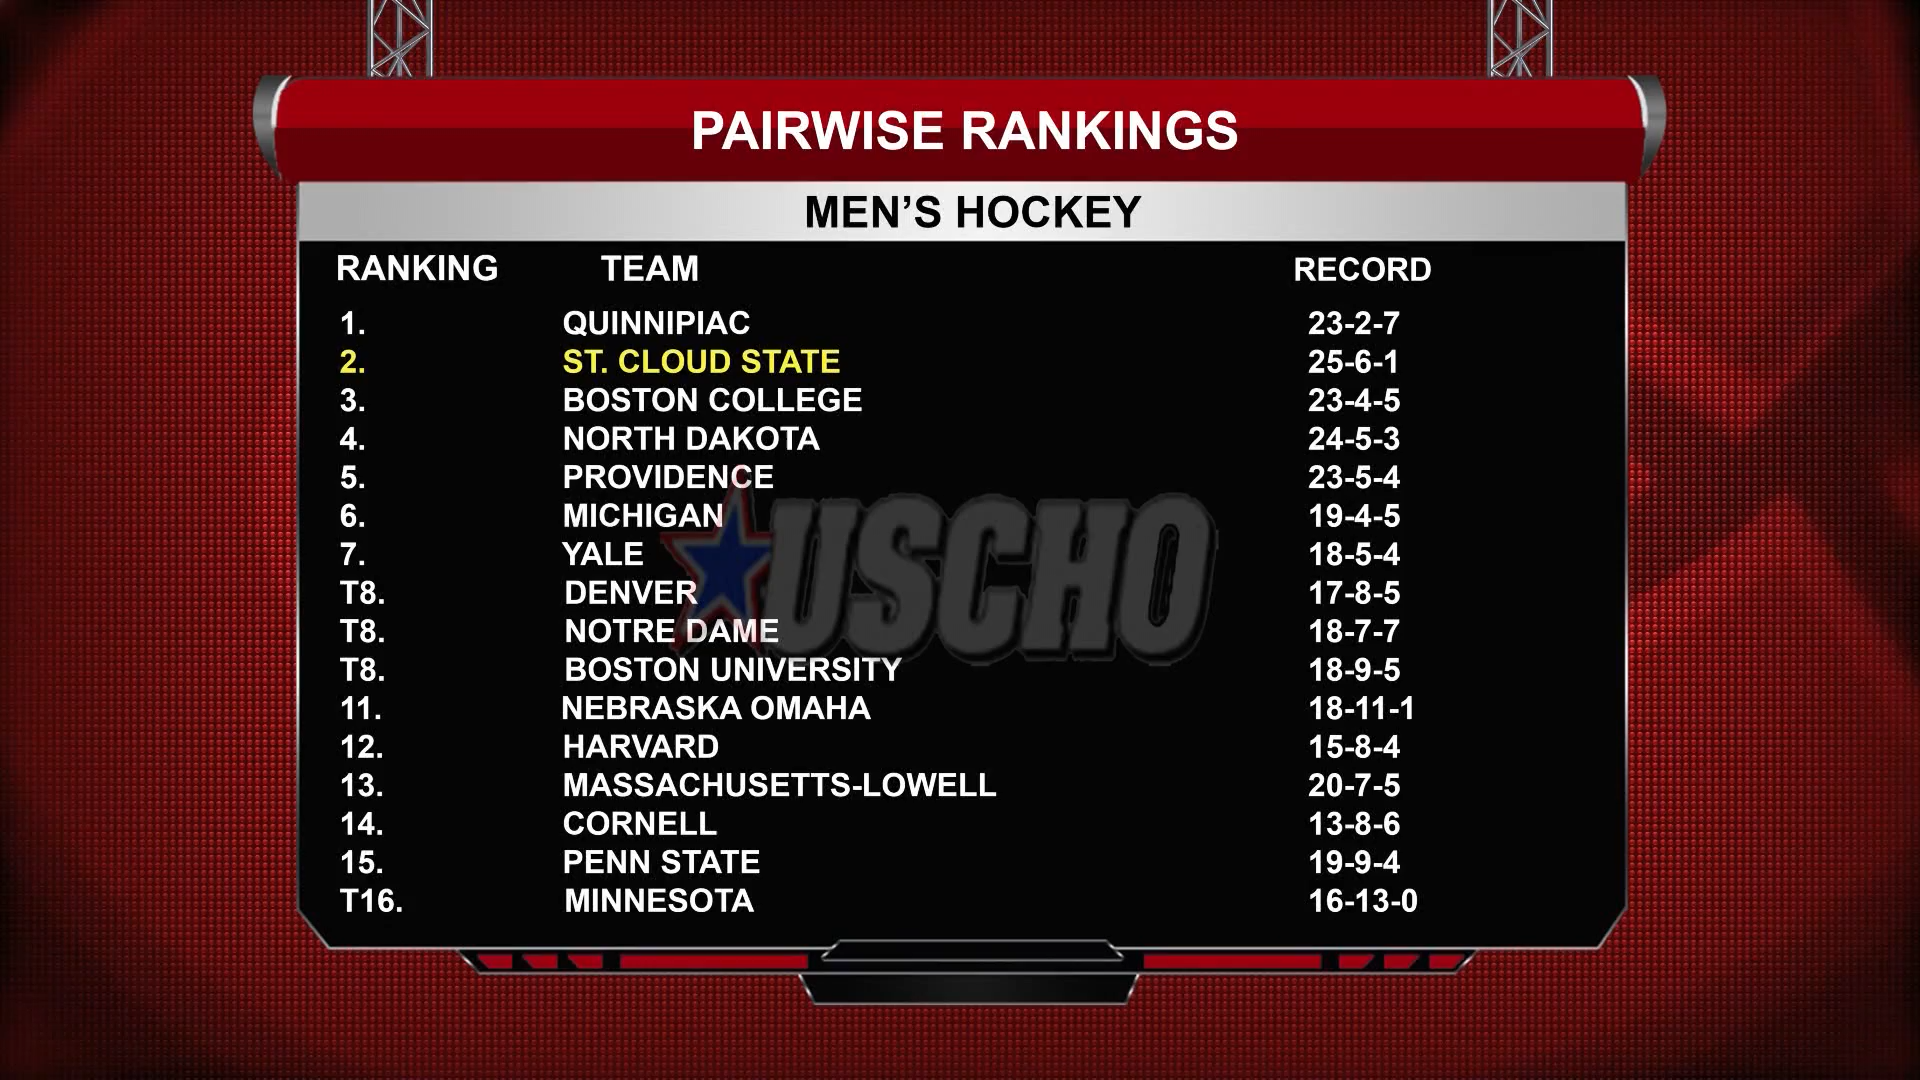 PAIRWISE RANKINGS
MEN'S HOCKEY
RANKING TEAM RECORD
1. QUINNIPIAC 23-2-7
2. ST. CLOUD STATE 25-6-1
3. BOSTON COLLEGE 23-4-5
4. NORTH DAKOTA 24-5-3
5. PROVIDENCE 23-5-4
6. MICHIGAN 19-4-5
7. YALE 18-5-4
USCHO
T8. DENVER 17-8-5
T8. NOTRE DAME 18-7-7
T8. BOSTON UNIVERSITY 18-9-5
11. NEBRASKA OMAHA 18-11-1
12. HARVARD 15-8-4
13. MASSACHUSETTS-LOWELL 20-7-5
14. CORNELL 13-8-6
15. PENN STATE 19-9-4
T16. MINNESOTA 16-13-0